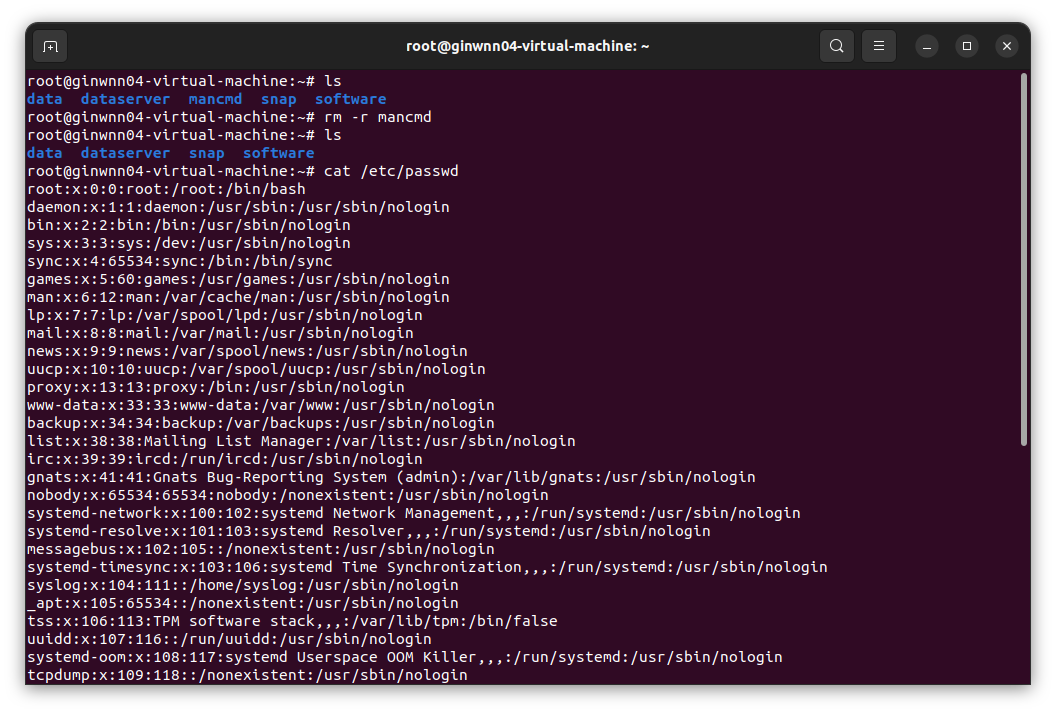 root@ginwnn04-virtual-machine: ~
root@ginwnn04-virtual-machine:~# ls
data  dataserver  mancmd  snap  software
root@ginwnn04-virtual-machine:~# rm -r mancmd
root@ginwnn04-virtual-machine:~# ls
data  dataserver  snap  software
root@ginwnn04-virtual-machine:~# cat /etc/passwd
root:x:0:0:root:/root:/bin/bash
daemon:x:1:1:daemon:/usr/sbin:/usr/sbin/nologin
bin:x:2:2:bin:/bin:/usr/sbin/nologin
sys:x:3:3:sys:/dev:/usr/sbin/nologin
sync:x:4:65534:sync:/bin:/bin/sync
games:x:5:60:games:/usr/games:/usr/sbin/nologin
man:x:6:12:man:/var/cache/man:/usr/sbin/nologin
lp:x:7:7:lp:/var/spool/lpd:/usr/sbin/nologin
mail:x:8:8:mail:/var/mail:/usr/sbin/nologin
news:x:9:9:news:/var/spool/news:/usr/sbin/nologin
uucp:x:10:10:uucp:/var/spool/uucp:/usr/sbin/nologin
proxy:x:13:13:proxy:/bin:/usr/sbin/nologin
www-data:x:33:33:www-data:/var/www:/usr/sbin/nologin
backup:x:34:34:backup:/var/backups:/usr/sbin/nologin
list:x:38:38:Mailing List Manager:/var/list:/usr/sbin/nologin
irc:x:39:39:ircd:/run/ircd:/usr/sbin/nologin
gnats:x:41:41:Gnats Bug-Reporting System (admin):/var/lib/gnats:/usr/sbin/nologin
nobody:x:65534:65534:nobody:/nonexistent:/usr/sbin/nologin
systemd-network:x:100:102:systemd Network Management,,,:/run/systemd:/usr/sbin/nologin
systemd-resolve:x:101:103:systemd Resolver,,,:/run/systemd:/usr/sbin/nologin
messagebus:x:102:105::/nonexistent:/usr/sbin/nologin
systemd-timesync:x:103:106:systemd Time Synchronization,,,:/run/systemd:/usr/sbin/nologin
syslog:x:104:111::/home/syslog:/usr/sbin/nologin
_apt:x:105:65534::/nonexistent:/usr/sbin/nologin
tss:x:106:113:TPM software stack,,,:/var/lib/tpm:/bin/false
uuidd:x:107:116::/run/uuidd:/usr/sbin/nologin
systemd-oom:x:108:117:systemd Userspace OOM Killer,,,:/run/systemd:/usr/sbin/nologin
tcpdump:x:109:118::/nonexistent:/usr/sbin/nologin